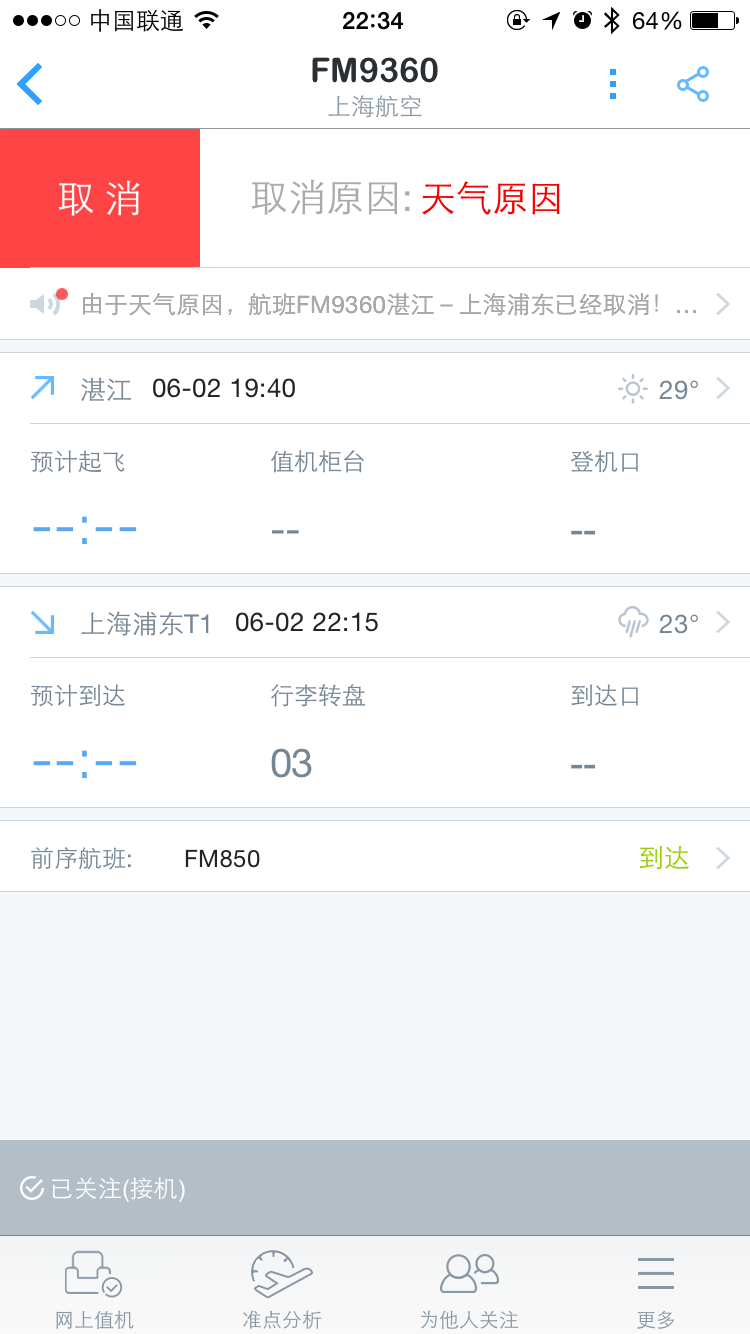 中国联通 22:34 64%
FM9360
上海航空
取 消 取消原因: 天气原因
由于天气原因，航班FM9360湛江-上海浦东已经取消！...
湛江 06-02 19:40 29°
预计起飞 值机柜台 登机口
--:-- -- --
上海浦东T1 06-02 22:15 23°
预计到达 行李转盘 到达口
--:-- 03 --
前序航班: FM850 到达
已关注(接机)
网上值机 准点分析 为他人关注 更多